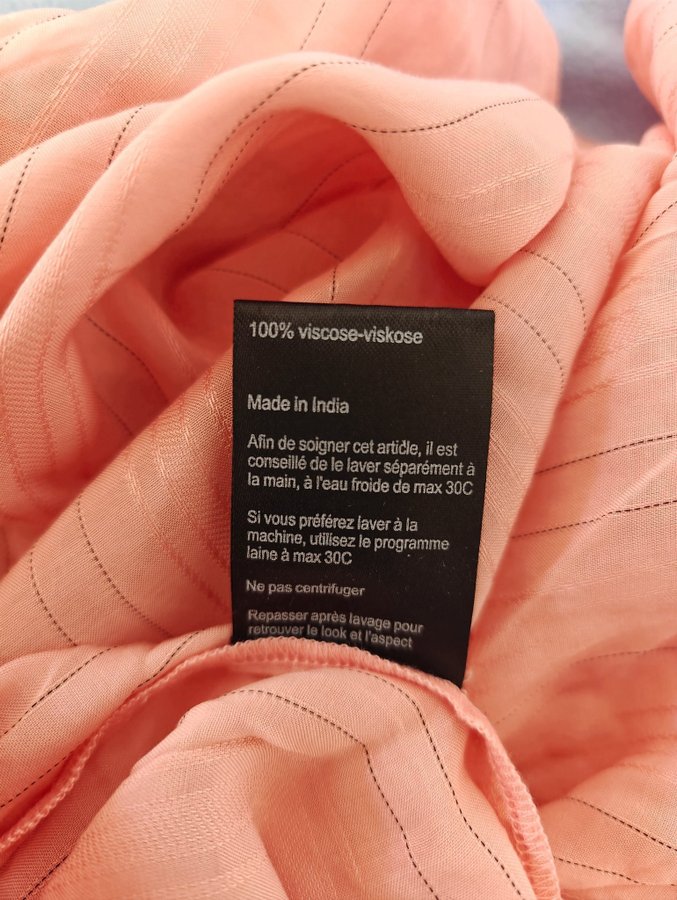 100% viscose-viskose
Made in India
Afin de soigner cet article, il est
conseillé de le laver séparément à
la main, à l'eau froide de max 30C
Si vous préférez laver à la
machine, utilisez le programme
laine à max 30C
Ne pas centrifuger
Repasser après lavage pour
retrouver le look et l'aspect